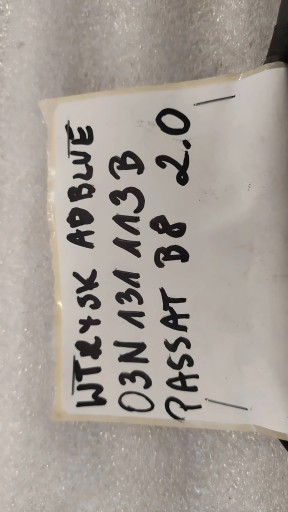 WTRYSK ADBLUE
03N 131 113 B
PASSAT B8 2.0